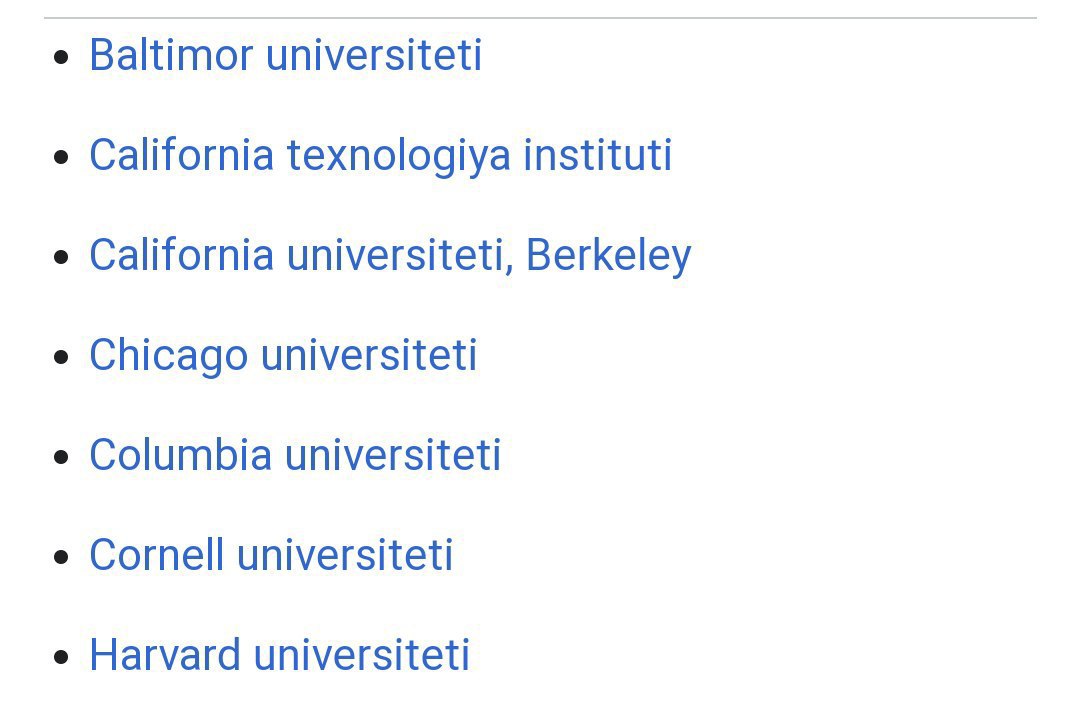 Baltimor universiteti
California texnologiya instituti
California universiteti, Berkeley
Chicago universiteti
Columbia universiteti
Cornell universiteti
Harvard universiteti